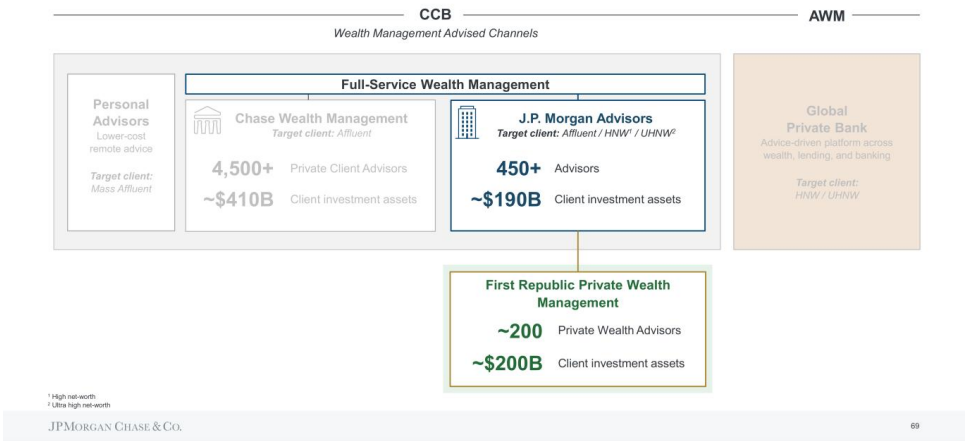 CCB
AWM
Wealth Management Advised Channels
Full-Service Wealth Management
Personal
Advisors
Lower-cost
remote advice
Target client:
Mass Affluent
Chase Wealth Management
Target client: Affluent
4,500+ Private Client Advisors
~$410B Client investment assets
J.P. Morgan Advisors
Target client: Affluent / HNW¹ / UHNW²
450+ Advisors
~$190B Client investment assets
Global
Private Bank
Advice-driven platform across
wealth, lending, and banking
Target client:
HNW / UHNW
First Republic Private Wealth
Management
~200 Private Wealth Advisors
~$200B Client investment assets
¹ High net-worth
² Ultra high net-worth
JPMORGAN CHASE & CO.
69